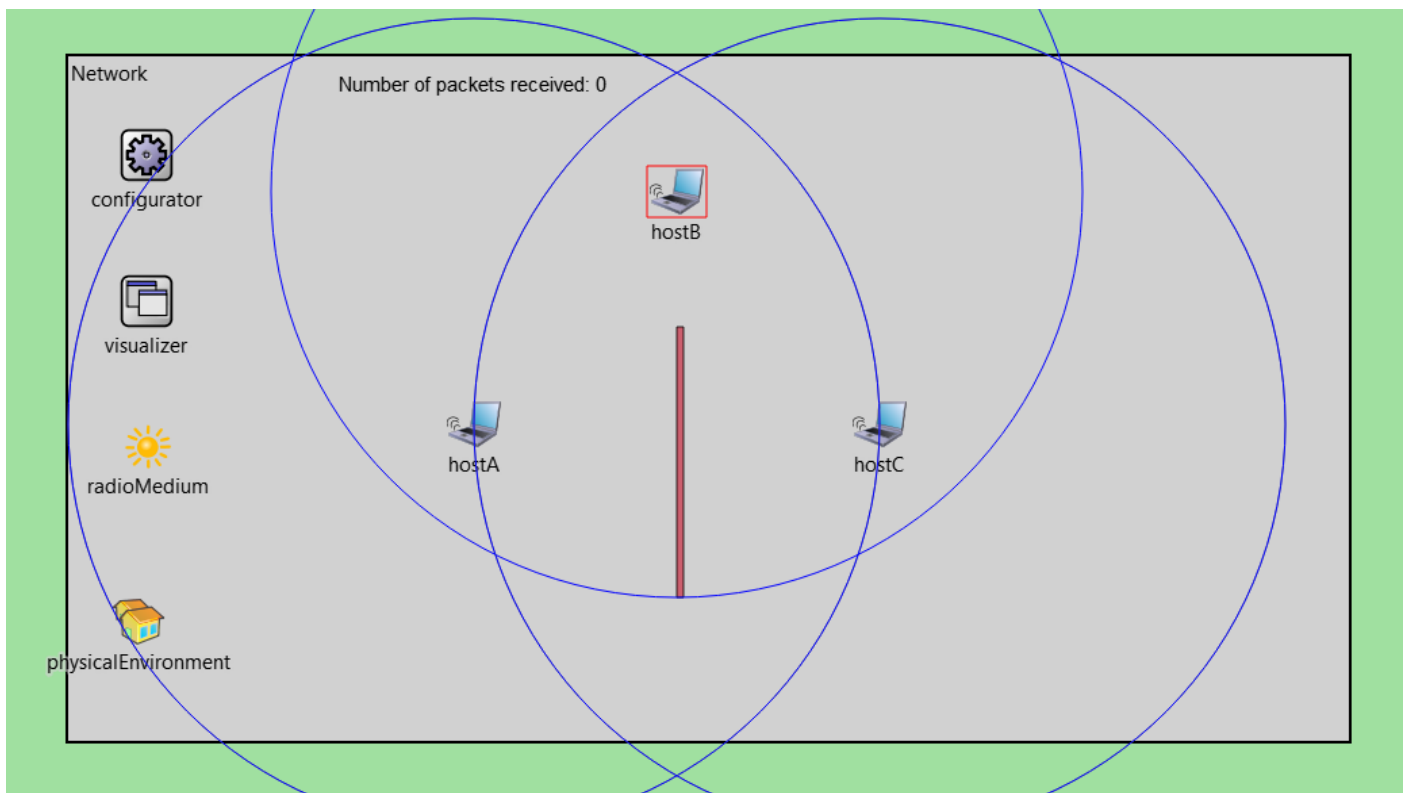 Network
Number of packets received: 0
configurator
hostB
visualizer
hostA
hostC
radioMedium
physicalEnvironment